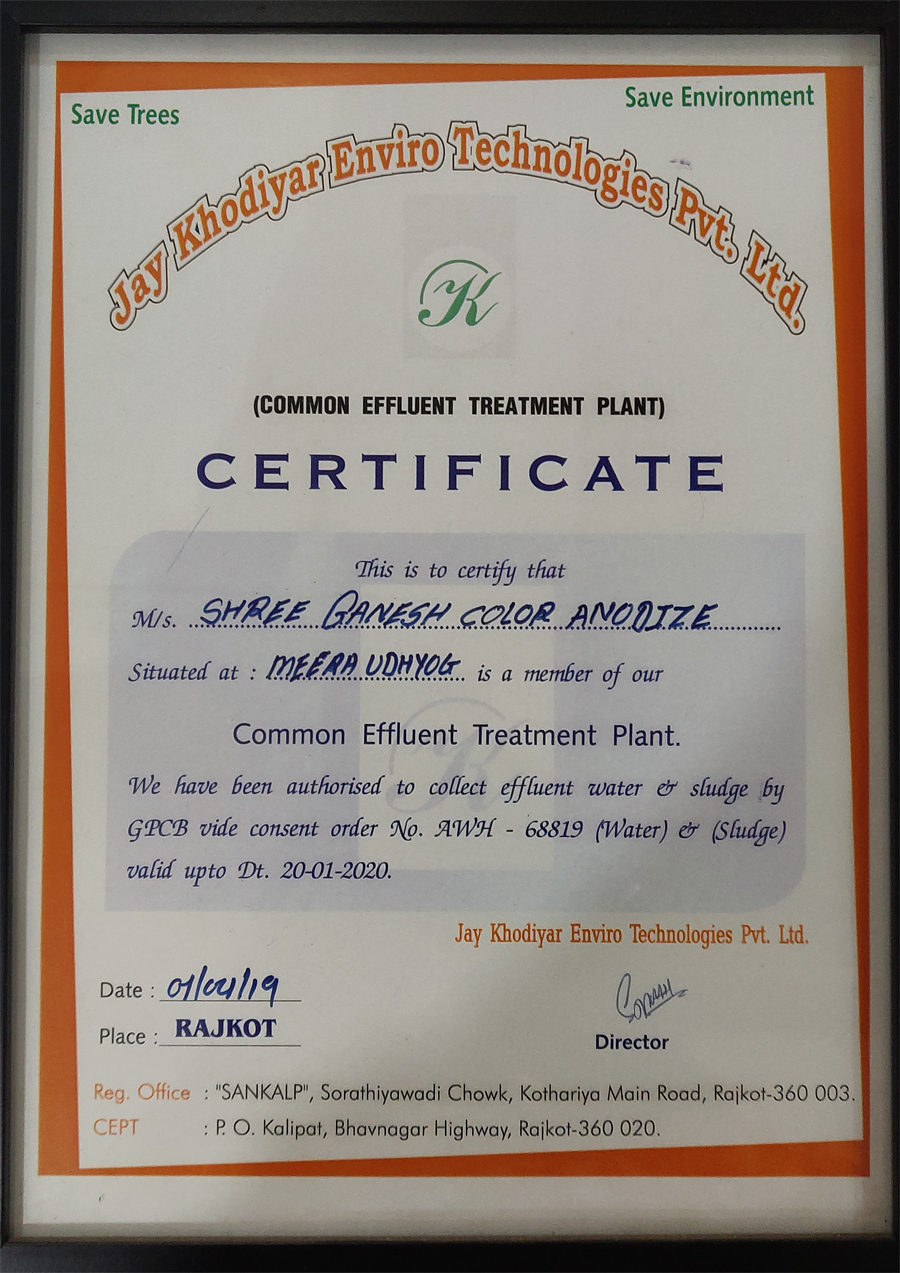 Save Trees
Save Environment
Jay Khodiyar Enviro Technologies Pvt. Ltd.
K
(COMMON EFFLUENT TREATMENT PLANT)
CERTIFICATE
This is to certify that
M/s. SHREE GANESH COLOR ANODIZE
Situated at : MEERA UDHYOG is a member of our
Common Effluent Treatment Plant.
We have been authorised to collect effluent water & sludge by
GPCB vide consent order No. AWH - 68819 (Water) & (Sludge)
valid upto Dt. 20-01-2020.
Jay Khodiyar Enviro Technologies Pvt. Ltd.
Date : 01/04/19
Place : RAJKOT
Director
Reg. Office : "SANKALP", Sorathiyawadi Chowk, Kothariya Main Road, Rajkot-360 003.
CEPT : P. O. Kalipat, Bhavnagar Highway, Rajkot-360 020.